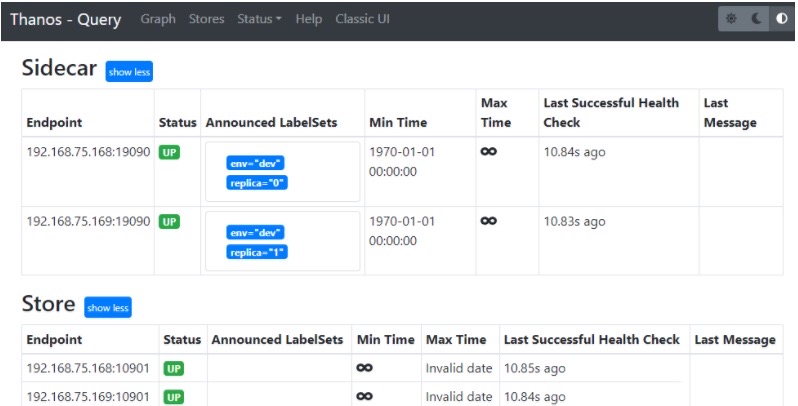 Thanos - Query Graph Stores Status Help Classic UI
Sidecar show less
Endpoint Status Announced LabelSets Min Time Max Time Last Successful Health Check Last Message
192.168.75.168:19090 UP env="dev" replica="0" 1970-01-01 00:00:00 ∞ 10.84s ago
192.168.75.169:19090 UP env="dev" replica="1" 1970-01-01 00:00:00 ∞ 10.83s ago
Store show less
Endpoint Status Announced LabelSets Min Time Max Time Last Successful Health Check Last Message
192.168.75.168:10901 UP ∞ Invalid date 10.85s ago
192.168.75.169:10901 UP ∞ Invalid date 10.84s ago